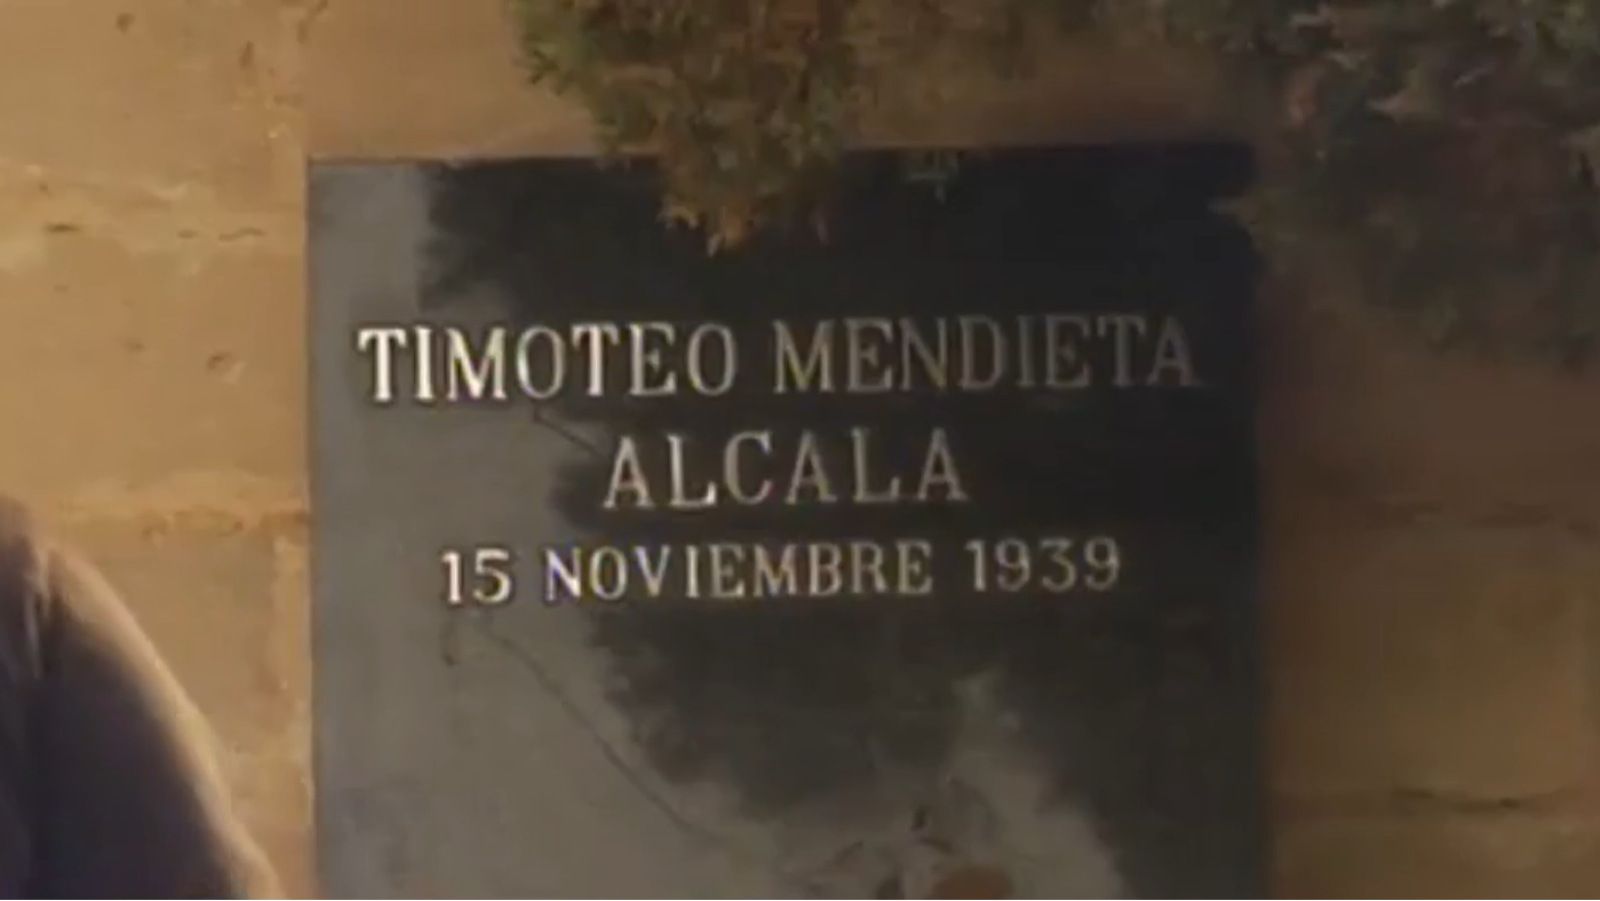 TIMOTEO MENDIETA
ALCALA
15 NOVIEMBRE 1939